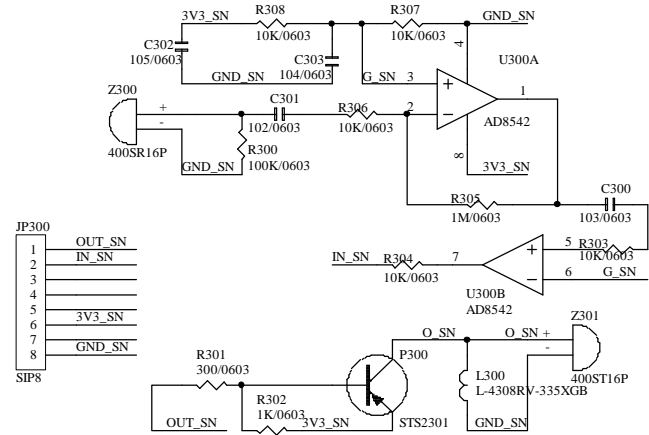 3V3_SN
R308
10K/0603
R307
10K/0603
GND_SN
C302
105/0603
C303
104/0603
GND_SN
4
U300A
G_SN
3
+
1
2
AD8542
8
3V3_SN
Z300
+
-
400SR16P
C301
102/0603
R306
10K/0603
R300
100K/0603
GND_SN
R305
1M/0603
C300
103/0603
JP300
1
OUT_SN
2
IN_SN
3
4
5
6
3V3_SN
7
8
GND_SN
SIP8
IN_SN
R304
10K/0603
7
+
5
R303
10K/0603
6
G_SN
U300B
AD8542
Z301
O_SN
O_SN
+
-
400ST16P
P300
STS2301
L300
L-4308RV-335XGB
GND_SN
R301
300/0603
R302
1K/0603
3V3_SN
OUT_SN